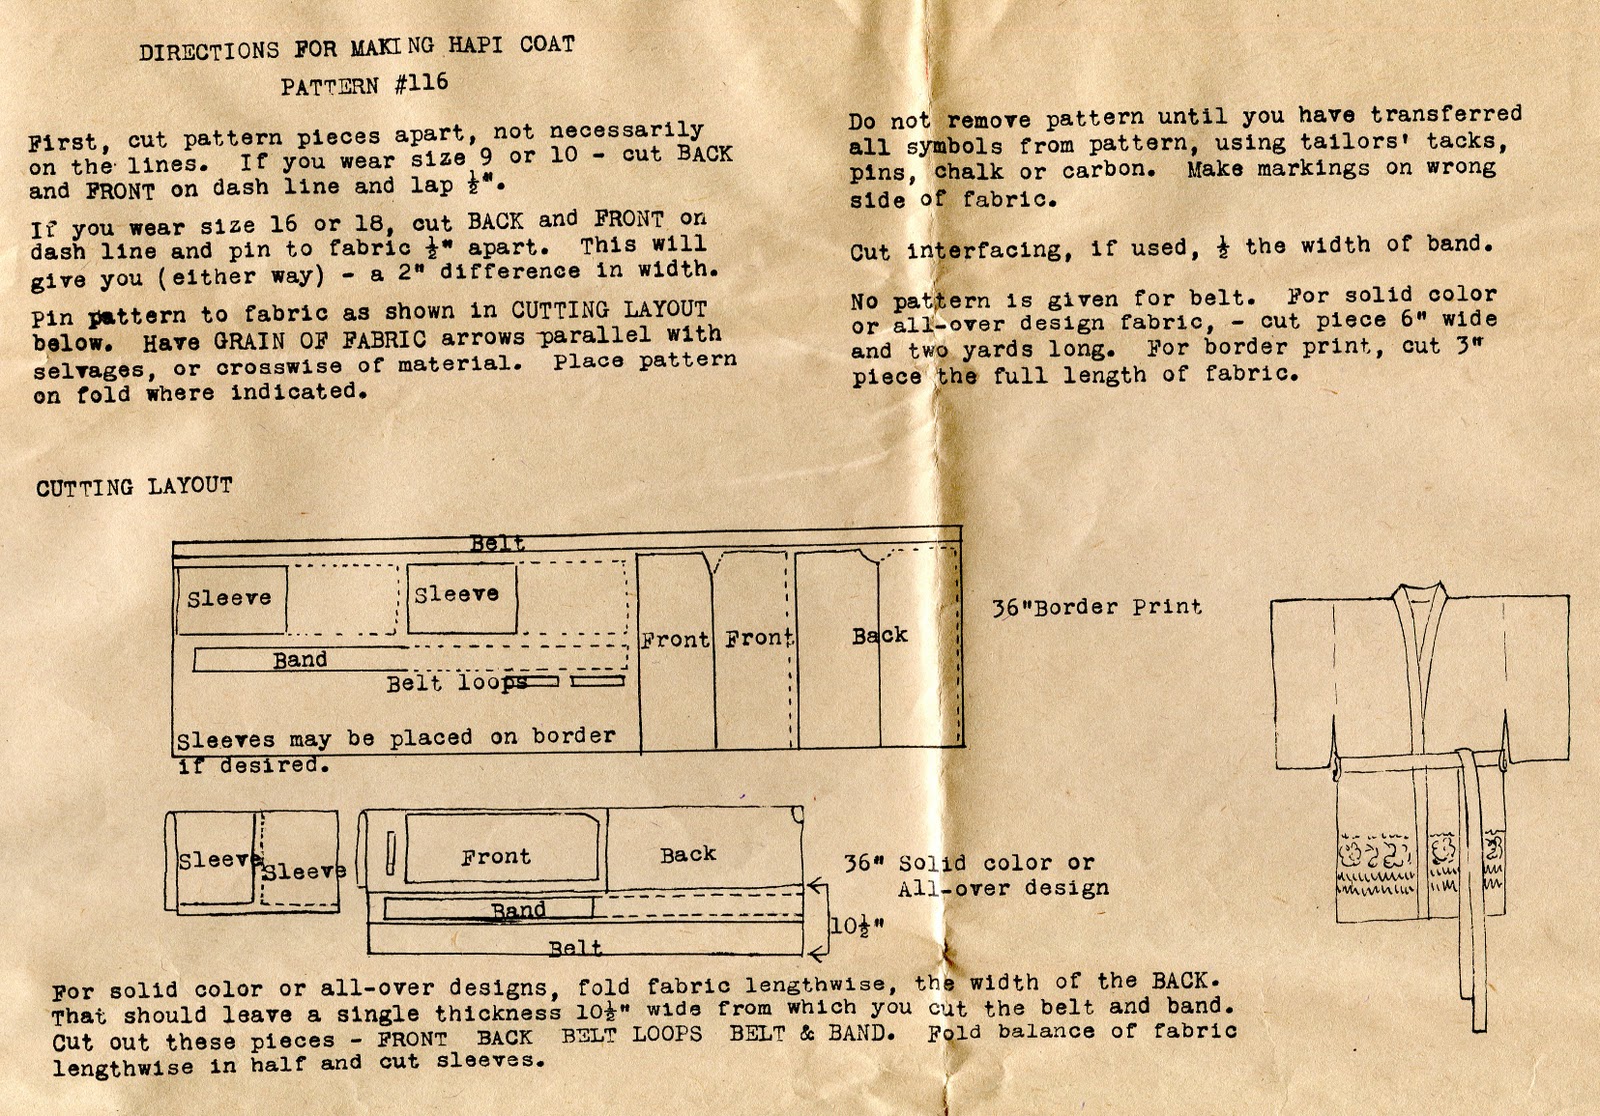 DIRECTIONS FOR MAKING HAPI COAT
PATTERN #116
First, cut pattern pieces apart, not necessarily
on the lines. If you wear size 9 or 10 - cut BACK
and FRONT on dash line and lap ½".
If you wear size 16 or 18, cut BACK and FRONT on
dash line and pin to fabric ½" apart. This will
give you (either way) - a 2" difference in width.
Pin pattern to fabric as shown in CUTTING LAYOUT
below. Have GRAIN OF FABRIC arrows parallel with
selvages, or crosswise of material. Place pattern
on fold where indicated.
Do not remove pattern until you have transferred
all symbols from pattern, using tailors' tacks,
pins, chalk or carbon. Make markings on wrong
side of fabric.
Cut interfacing, if used, ½ the width of band.
No pattern is given for belt. For solid color
or all-over design fabric, - cut piece 6" wide
and two yards long. For border print, cut 3"
piece the full length of fabric.
CUTTING LAYOUT
Belt
Sleeve
Sleeve
Front
Front
Back
Band
Belt loops
Sleeves may be placed on border
if desired.
36"Border Print
Sleeve
Sleeve
Front
Back
Band
Belt
36" Solid color or
All-over design
10½"
For solid color or all-over designs, fold fabric lengthwise, the width of the BACK.
That should leave a single thickness 10½" wide from which you cut the belt and band.
Cut out these pieces - FRONT BACK BELT LOOPS BELT & BAND. Fold balance of fabric
lengthwise in half and cut sleeves.